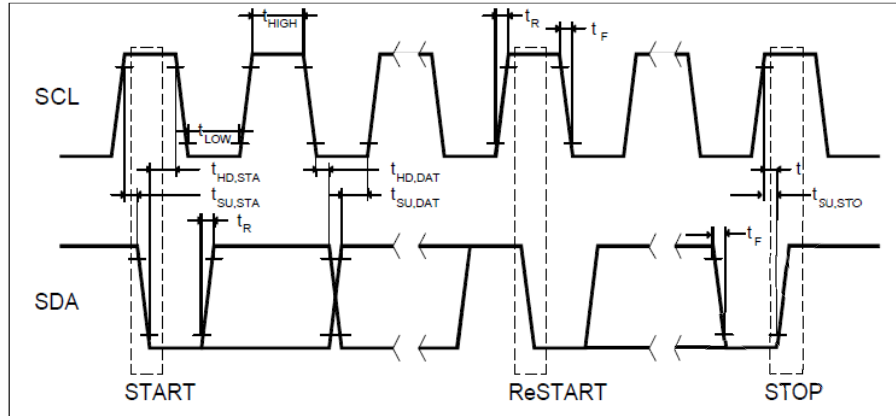 tHIGH
tR
tF
SCL
tLOW
tHD,STA
tHD,DAT
t
tSU,STA
tSU,DAT
tSU,STO
tR
tF
SDA
START
ReSTART
STOP